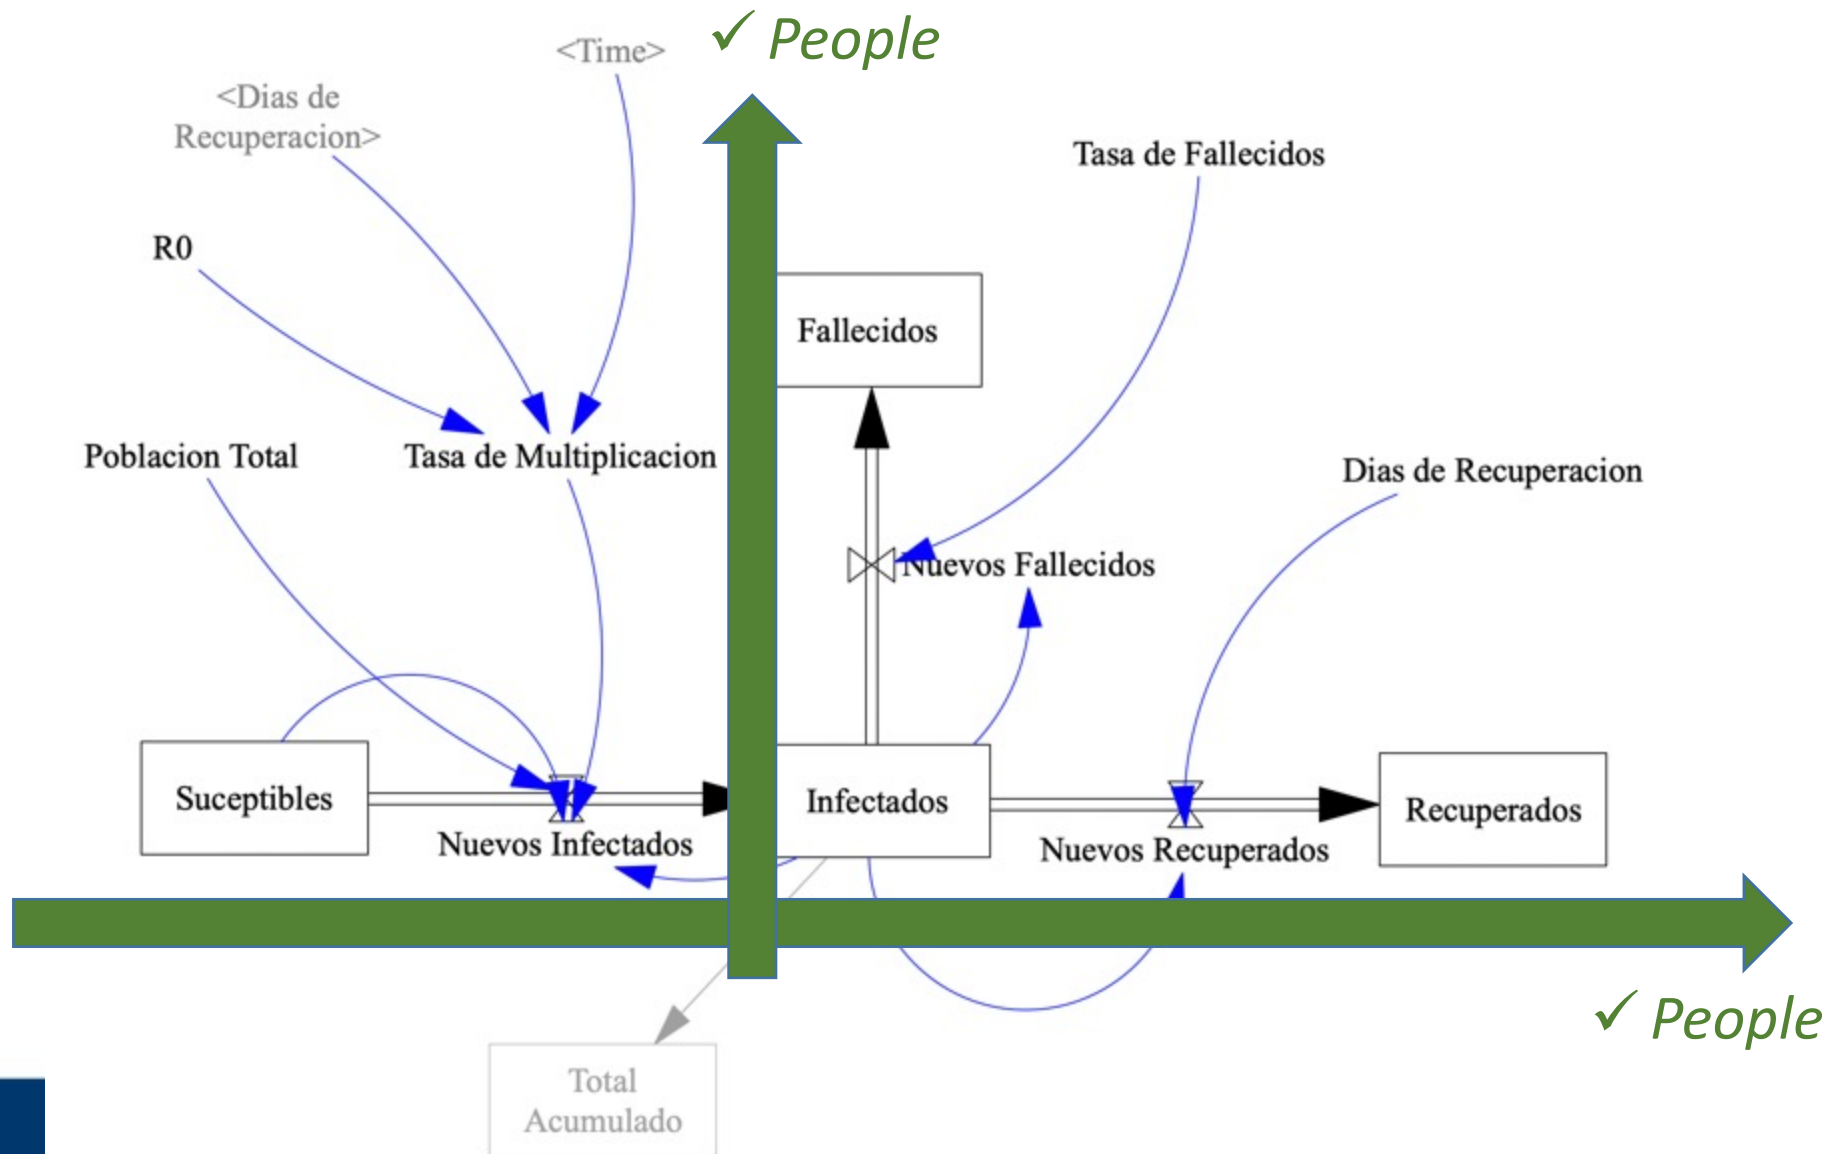 ✓ People
<Time>
<Dias de
Recuperacion>
Tasa de Fallecidos
R0
Fallecidos
Poblacion Total
Tasa de Multiplicacion
Dias de Recuperacion
Nuevos Fallecidos
Suceptibles
Infectados
Recuperados
Nuevos Infectados
Nuevos Recuperados
✓ People
Total
Acumulado